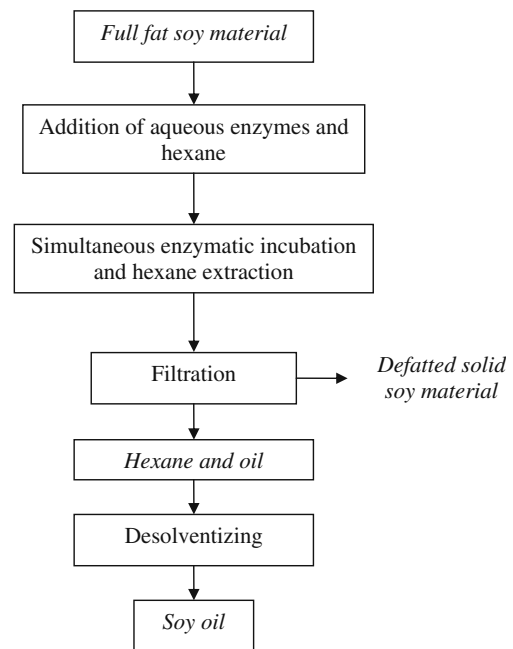 Full fat soy material
Addition of aqueous enzymes and
hexane
Simultaneous enzymatic incubation
and hexane extraction
Filtration
Defatted solid
soy material
Hexane and oil
Desolventizing
Soy oil